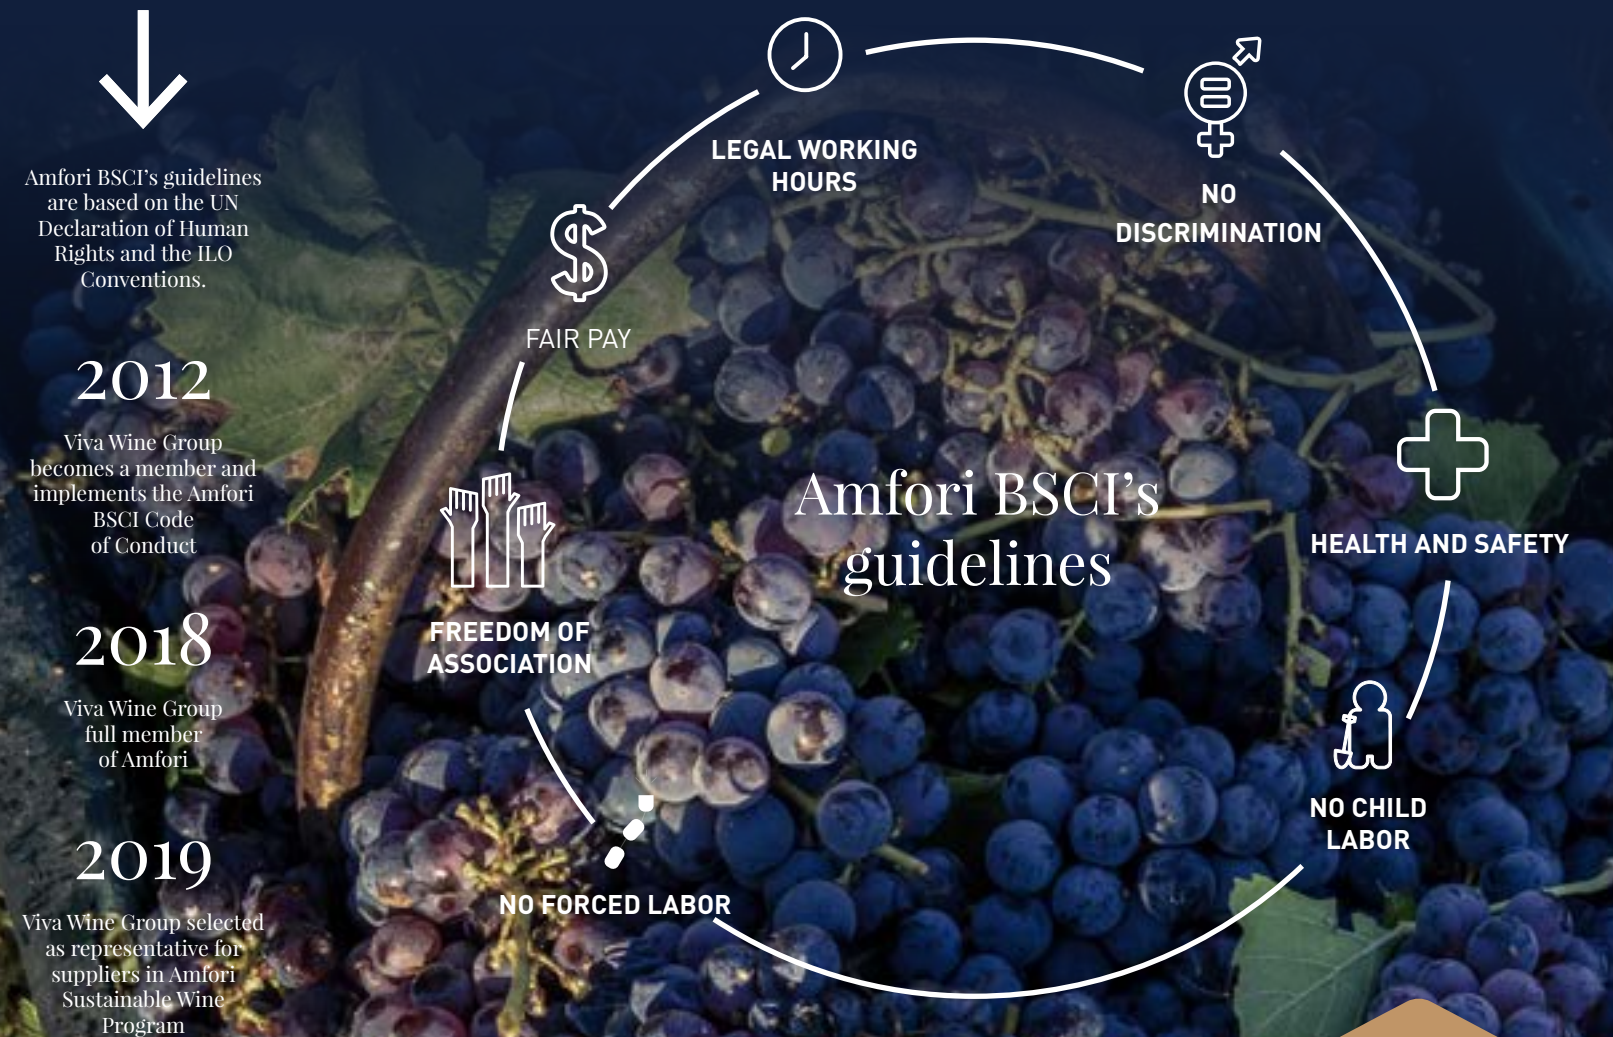 Amfori BSCI’s guidelines
are based on the UN
Declaration of Human
Rights and the ILO
Conventions.
2012
Viva Wine Group
becomes a member and
implements the Amfori
BSCI Code
of Conduct
2018
Viva Wine Group
full member
of Amfori
2019
Viva Wine Group selected
as representative for
suppliers in Amfori
Sustainable Wine
Program
Amfori BSCI’s
guidelines
LEGAL WORKING
HOURS
NO
DISCRIMINATION
HEALTH AND SAFETY
NO CHILD
LABOR
NO FORCED LABOR
FREEDOM OF
ASSOCIATION
FAIR PAY